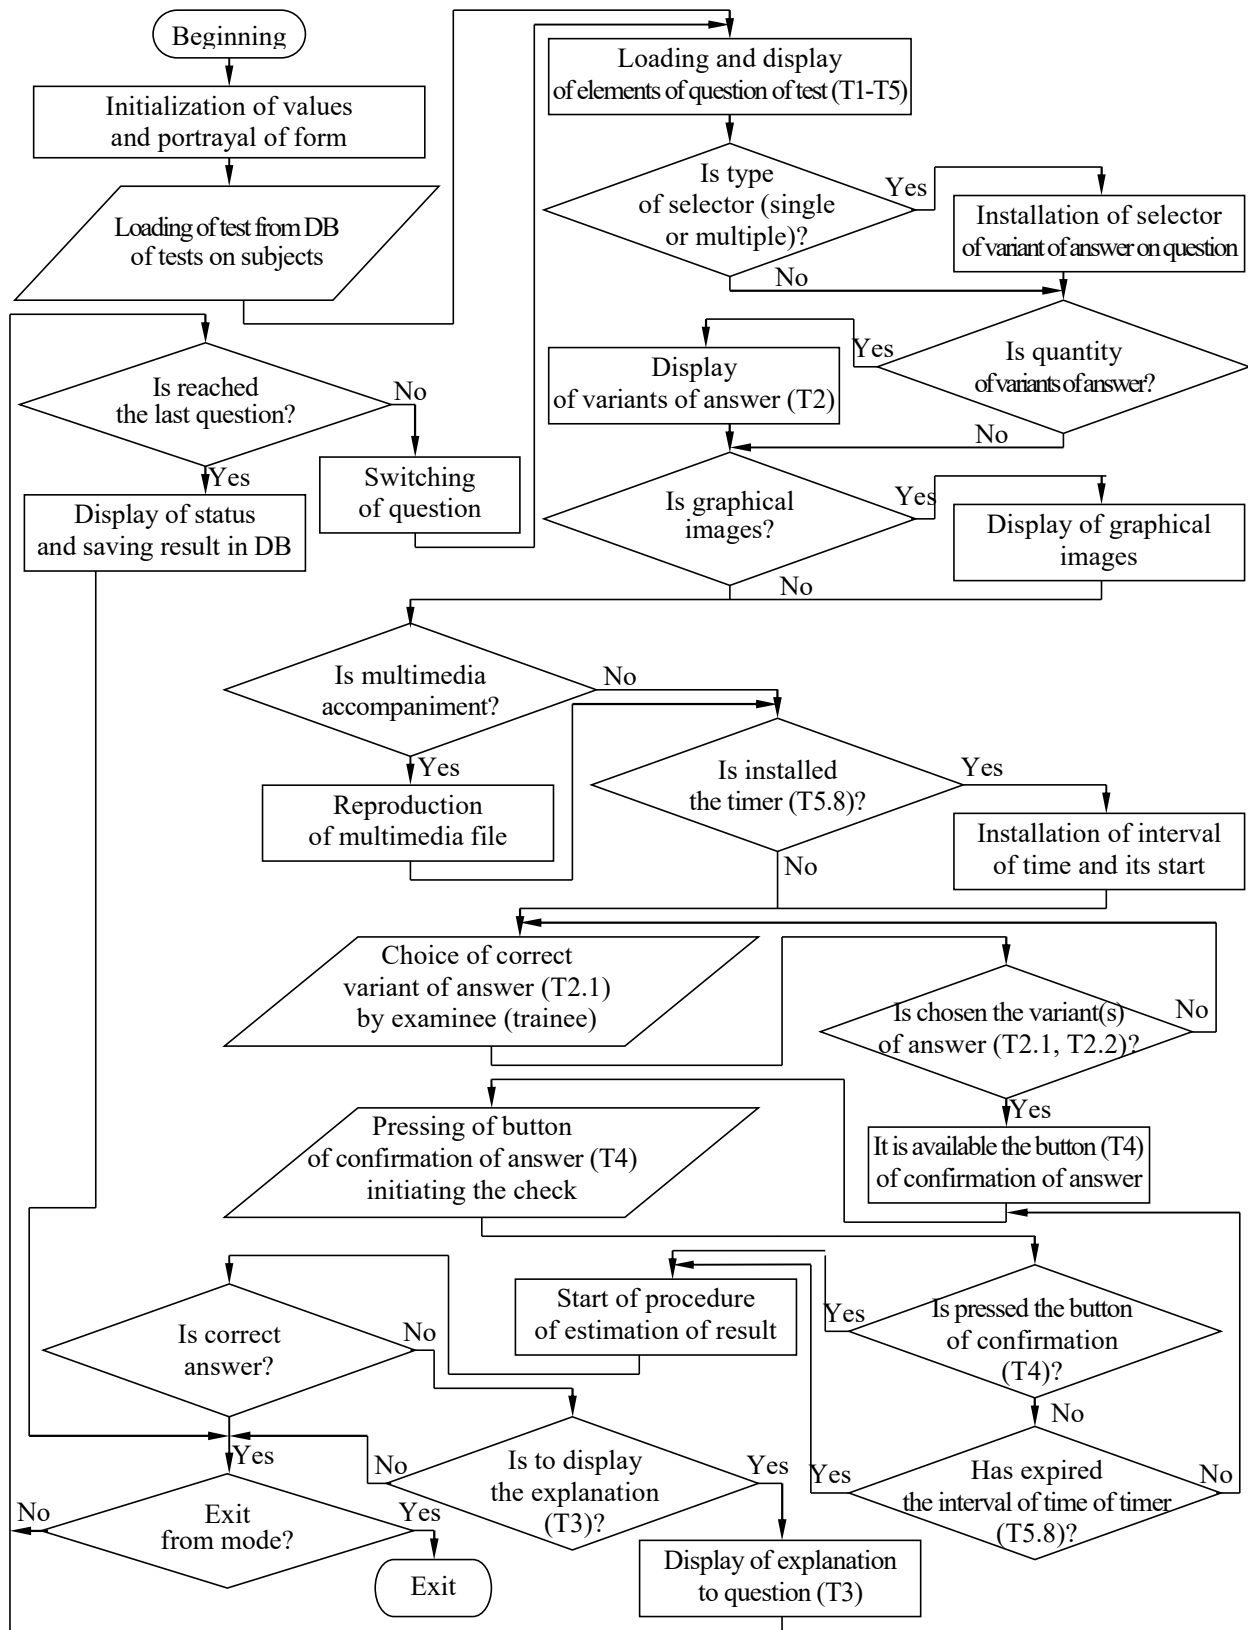 Beginning
Initialization of values
and portrayal of form
Loading of test from DB
of tests on subjects
Is reached
the last question?
No
Yes
Switching
of question
Display of status
and saving result in DB
Loading and display
of elements of question of test (T1-T5)
Is type
of selector (single
or multiple)?
Yes
No
Installation of selector
of variant of answer on question
Is quantity
of variants of answer?
Yes
No
Display
of variants of answer (T2)
Is graphical
images?
Yes
No
Display of graphical
images
Is multimedia
accompaniment?
No
Yes
Reproduction
of multimedia file
Is installed
the timer (T5.8)?
Yes
No
Installation of interval
of time and its start
Choice of correct
variant of answer (T2.1)
by examinee (trainee)
Is chosen the variant(s)
of answer (T2.1, T2.2)?
No
Yes
It is available the button (T4)
of confirmation of answer
Pressing of button
of confirmation of answer (T4)
initiating the check
Is pressed the button
of confirmation
(T4)?
Yes
No
Start of procedure
of estimation of result
Has expired
the interval of time of timer
(T5.8)?
Yes
No
Is correct
answer?
No
Yes
Is to display
the explanation
(T3)?
No
Yes
Display of explanation
to question (T3)
Exit
from mode?
No
Yes
Exit